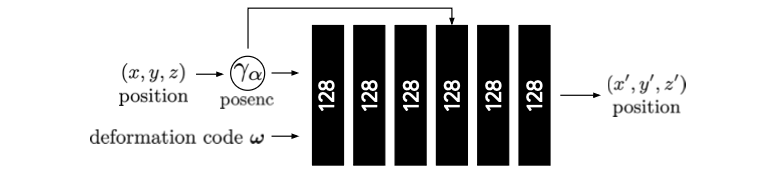 (x, y, z)
position
γα
posenc
deformation code ω
128
128
128
128
128
128
(x′, y′, z′)
position